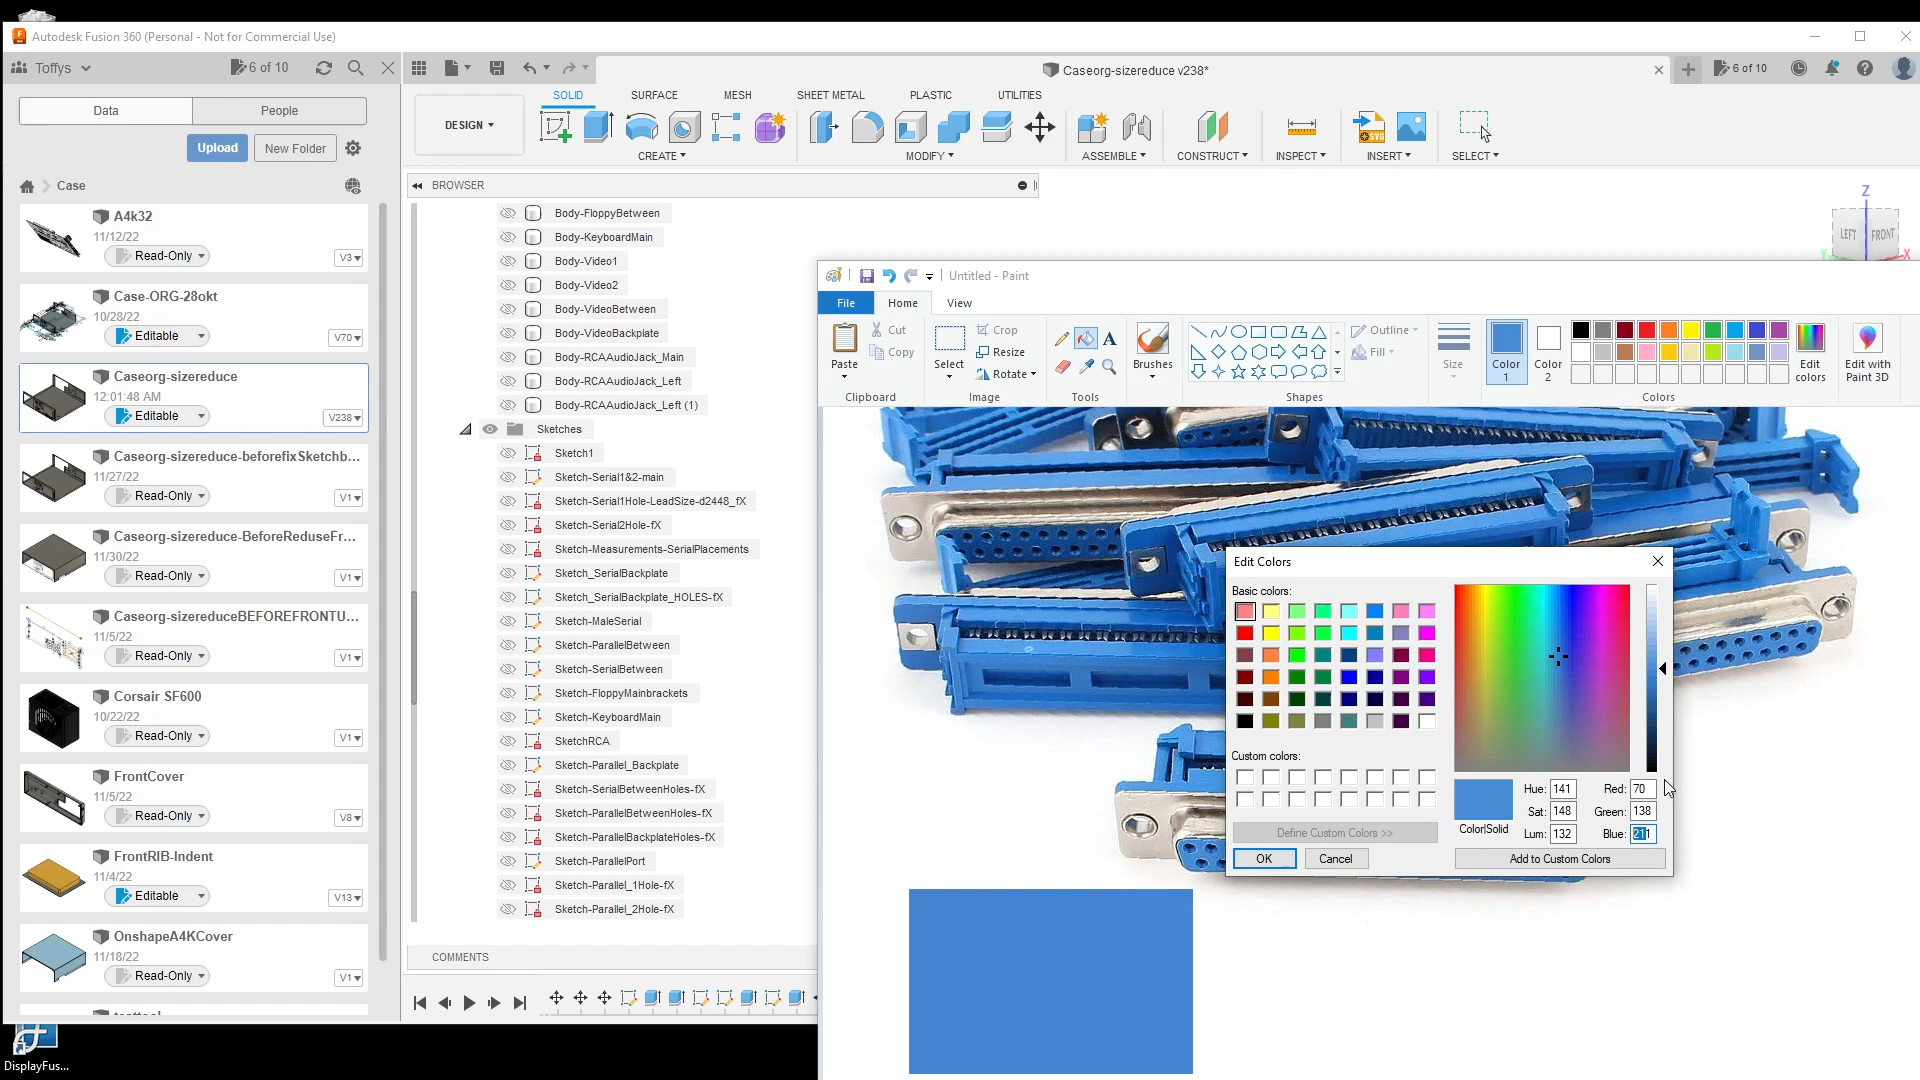 Autodesk Fusion 360 (Personal - Not for Commercial Use)
Toffys
6 of 10
Caseorg-sizereduce v238*
6 of 10
Data
People
Upload
New Folder
Case
A4k32
11/12/22
Read-Only
V3
Case-ORG-28okt
10/28/22
Editable
V70
Caseorg-sizereduce
12:01:48 AM
Editable
V238
Caseorg-sizereduce-beforefixSketchb...
11/27/22
Read-Only
V1
Caseorg-sizereduce-BeforeReduseFr...
11/30/22
Read-Only
V1
Caseorg-sizereduceBEFOREFRONTU...
11/5/22
Read-Only
V1
Corsair SF600
10/22/22
Read-Only
V1
FrontCover
11/5/22
Read-Only
V8
FrontRIB-Indent
11/4/22
Editable
V13
OnshapeA4KCover
11/18/22
Read-Only
V1
DisplayFus...
DESIGN
SOLID
SURFACE
MESH
SHEET METAL
PLASTIC
UTILITIES
CREATE
MODIFY
ASSEMBLE
CONSTRUCT
INSPECT
INSERT
SELECT
SVG
BROWSER
Body-FloppyBetween
Body-KeyboardMain
Body-Video1
Body-Video2
Body-VideoBetween
Body-VideoBackplate
Body-RCAAudioJack_Main
Body-RCAAudioJack_Left
Body-RCAAudioJack_Left (1)
Sketches
Sketch1
Sketch-Serial1&2-main
Sketch-Serial1Hole-LeadSize-d2448_fX
Sketch-Serial2Hole-fX
Sketch-Measurements-SerialPlacements
Sketch_SerialBackplate
Sketch_SerialBackplate_HOLES-fX
Sketch-MaleSerial
Sketch-ParallelBetween
Sketch-SerialBetween
Sketch-FloppyMainbrackets
Sketch-KeyboardMain
SketchRCA
Sketch-Parallel_Backplate
Sketch-SerialBetweenHoles-fX
Sketch-ParallelBetweenHoles-fX
Sketch-ParallelBackplateHoles-fX
Sketch-ParallelPort
Sketch-Parallel_1Hole-fX
Sketch-Parallel_2Hole-fX
COMMENTS
Z
LEFT
FRONT
Y
X
Untitled - Paint
File
Home
View
Paste
Cut
Copy
Clipboard
Select
Crop
Resize
Rotate
Image
A
Tools
Brushes
Outline
Fill
Shapes
Size
Color 1
Color 2
Edit colors
Colors
Edit with Paint 3D
Edit Colors
Basic colors:
Custom colors:
Define Custom Colors >>
OK
Cancel
Color|Solid
Hue: 141
Sat: 148
Lum: 132
Red: 70
Green: 138
Blue: 211
Add to Custom Colors